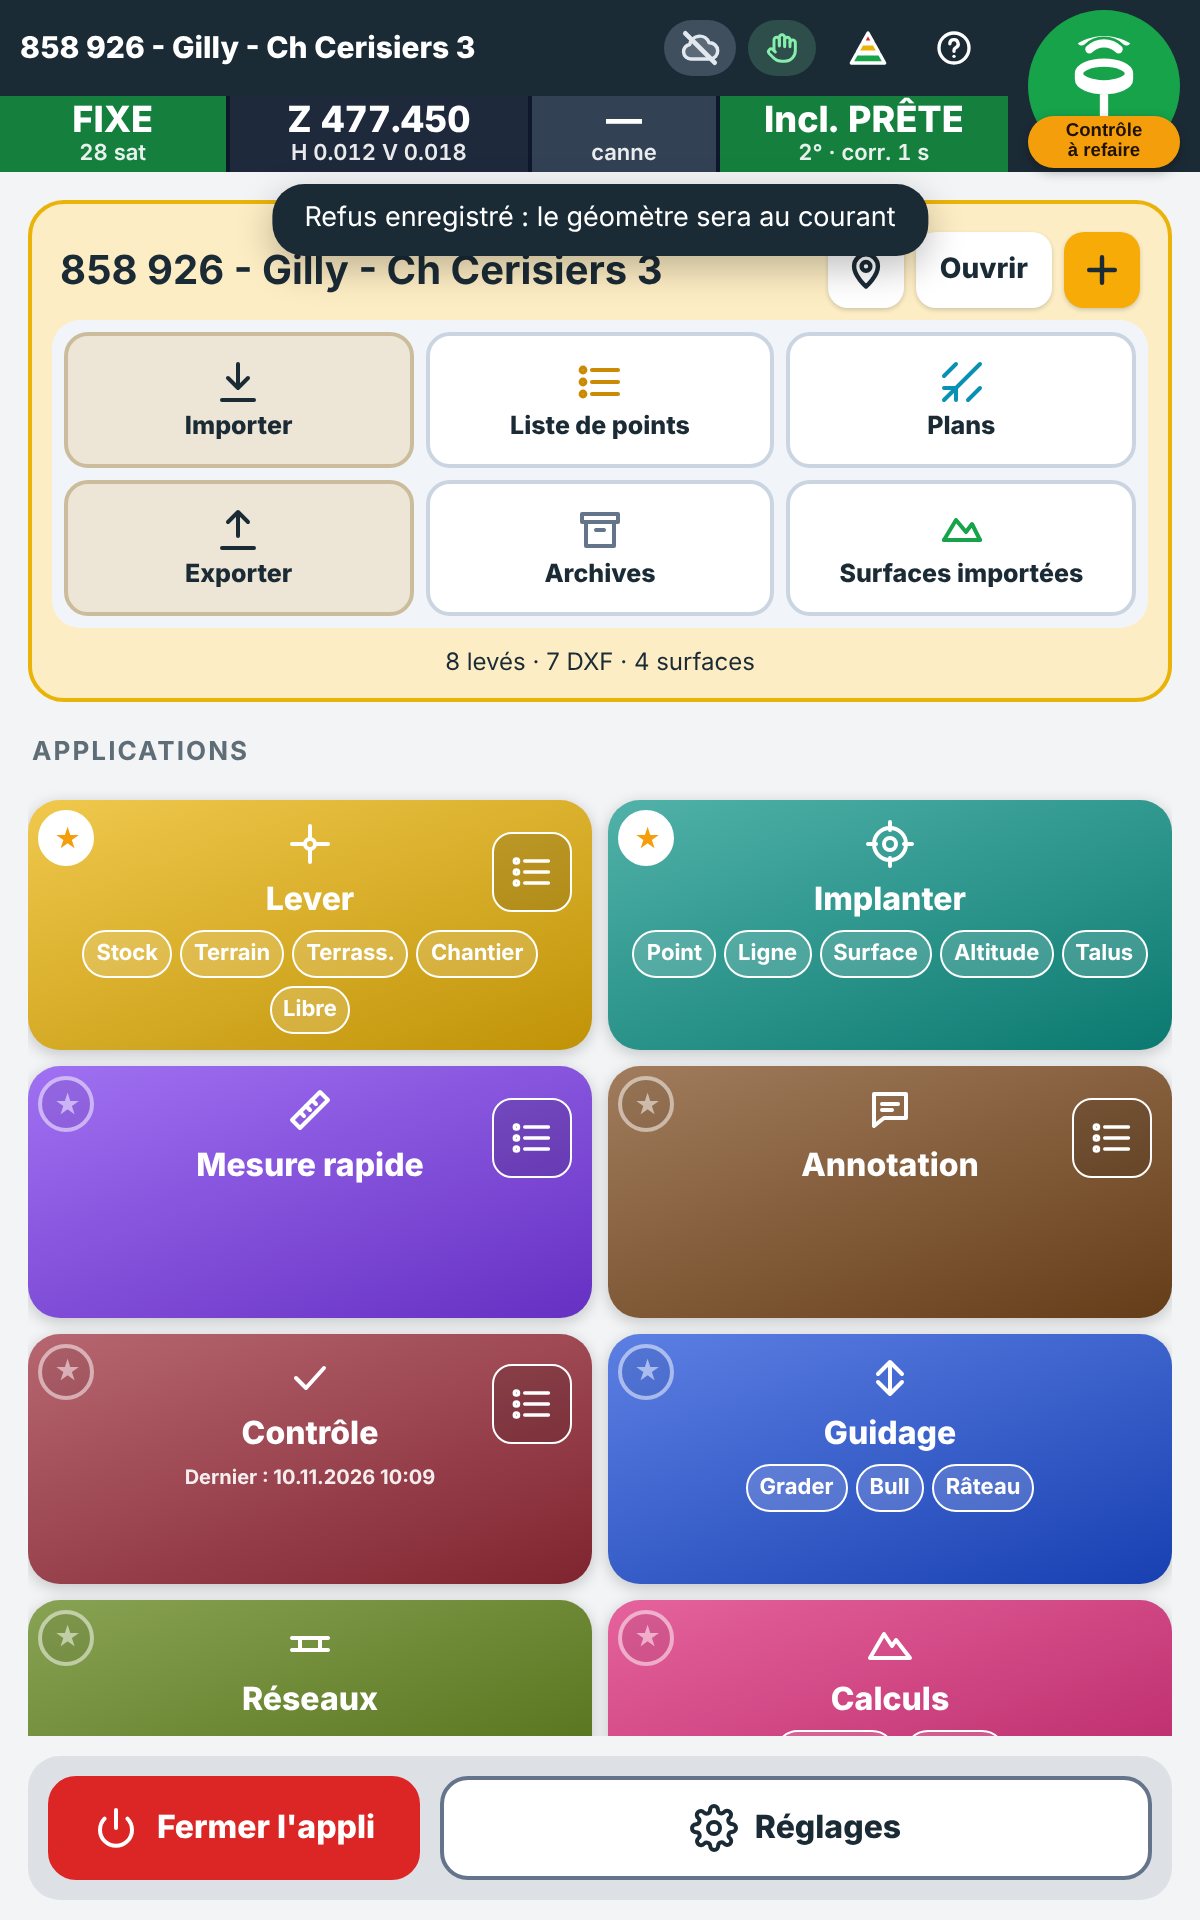 858 926 - Gilly - Ch Cerisiers 3
FIXE
28 sat
Z 477.450
H 0.012 V 0.018
—
canne
Incl. PRÊTE
2° · corr. 1 s
Contrôle
à refaire
Refus enregistré : le géomètre sera au courant
858 926 - Gilly - Ch Cerisiers 3
Ouvrir
Importer
Liste de points
Plans
Exporter
Archives
Surfaces importées
8 levés · 7 DXF · 4 surfaces
APPLICATIONS
Lever
Stock Terrain Terrass. Chantier
Libre
Implanter
Point Ligne Surface Altitude Talus
Mesure rapide
Annotation
Contrôle
Dernier : 10.11.2026 10:09
Guidage
Grader Bull Râteau
Réseaux
Calculs
Fermer l'appli
Réglages